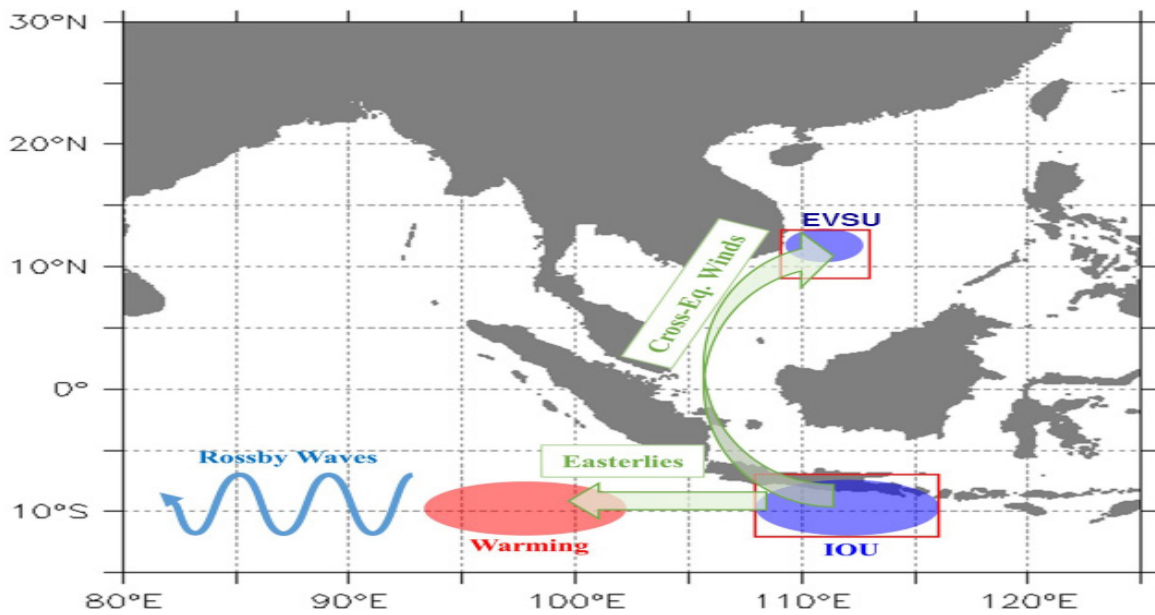 30°N
20°N
10°N
0°
10°S
EVSU
Cross-Eq. Winds
Rossby Waves
Easterlies
Warming
IOU
80°E
90°E
100°E
110°E
120°E